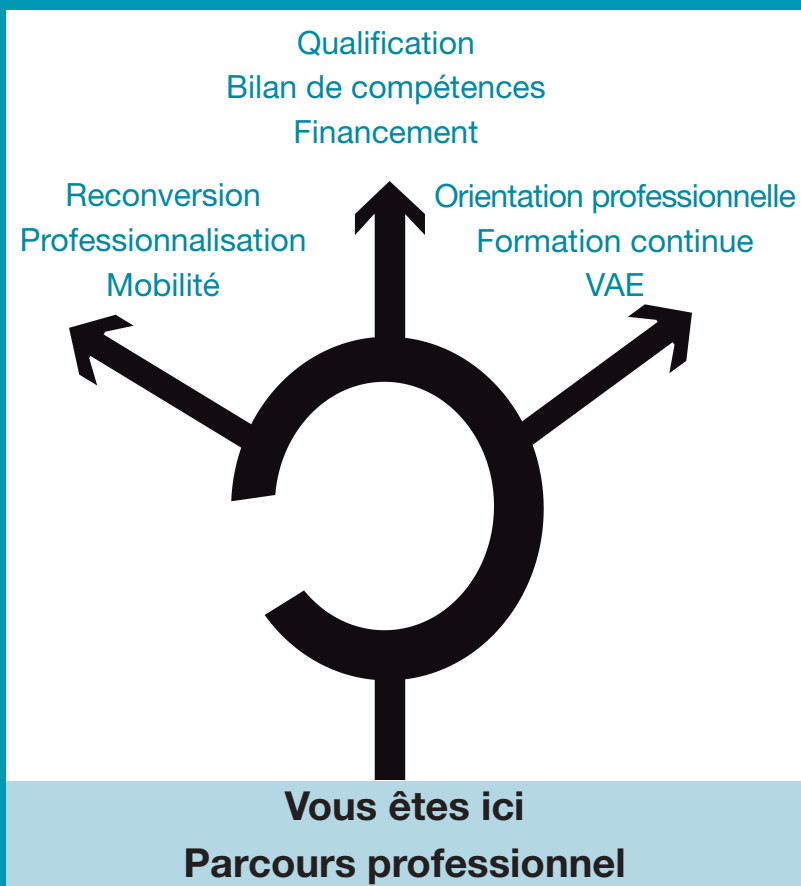 Qualification
Bilan de compétences
Financement
Reconversion
Professionnalisation
Mobilité
Orientation professionnelle
Formation continue
VAE
Vous êtes ici
Parcours professionnel